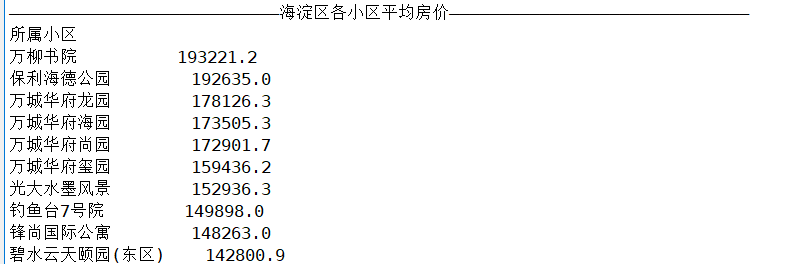 ————————————————————海淀区各小区平均房价————————————————————
所属小区
万柳书院 193221.2
保利海德公园 192635.0
万城华府龙园 178126.3
万城华府海园 173505.3
万城华府尚园 172901.7
万城华府玺园 159436.2
光大水墨风景 152936.3
钓鱼台7号院 149898.0
锋尚国际公寓 148263.0
碧水云天颐园(东区) 142800.9